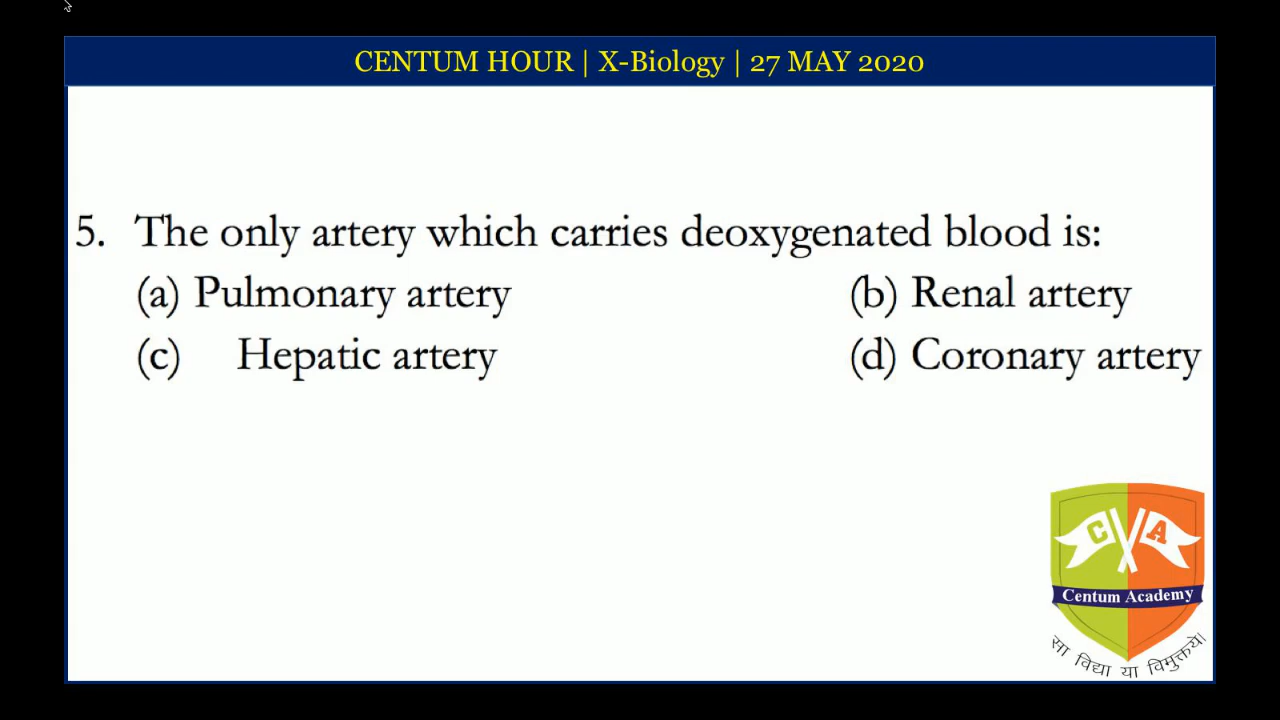 CENTUM HOUR | X-Biology | 27 MAY 2020
5. The only artery which carries deoxygenated blood is:
(a) Pulmonary artery (b) Renal artery
(c) Hepatic artery (d) Coronary artery
C A
Centum Academy
सा विद्या या विमुक्तये।